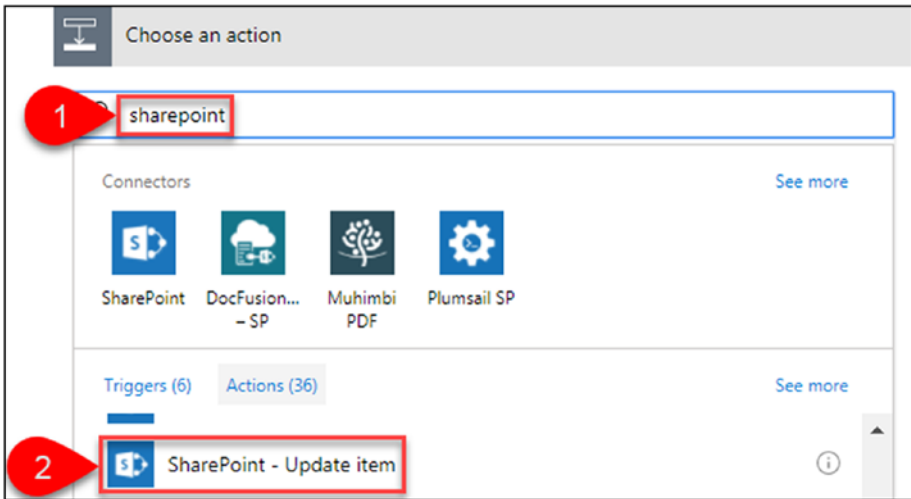 Choose an action
1
sharepoint
Connectors
See more
SharePoint
DocFusion...
– SP
Muhimbi
PDF
Plumsail SP
Triggers (6)
Actions (36)
See more
2
SharePoint - Update item